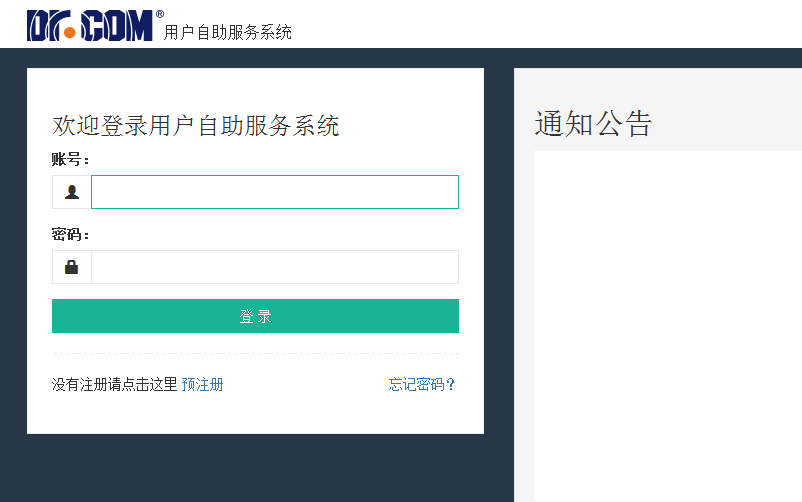 Dr.COM® 用户自助服务系统
欢迎登录用户自助服务系统
账号：
密码：
登 录
没有注册请点击这里 预注册
忘记密码？
通知公告